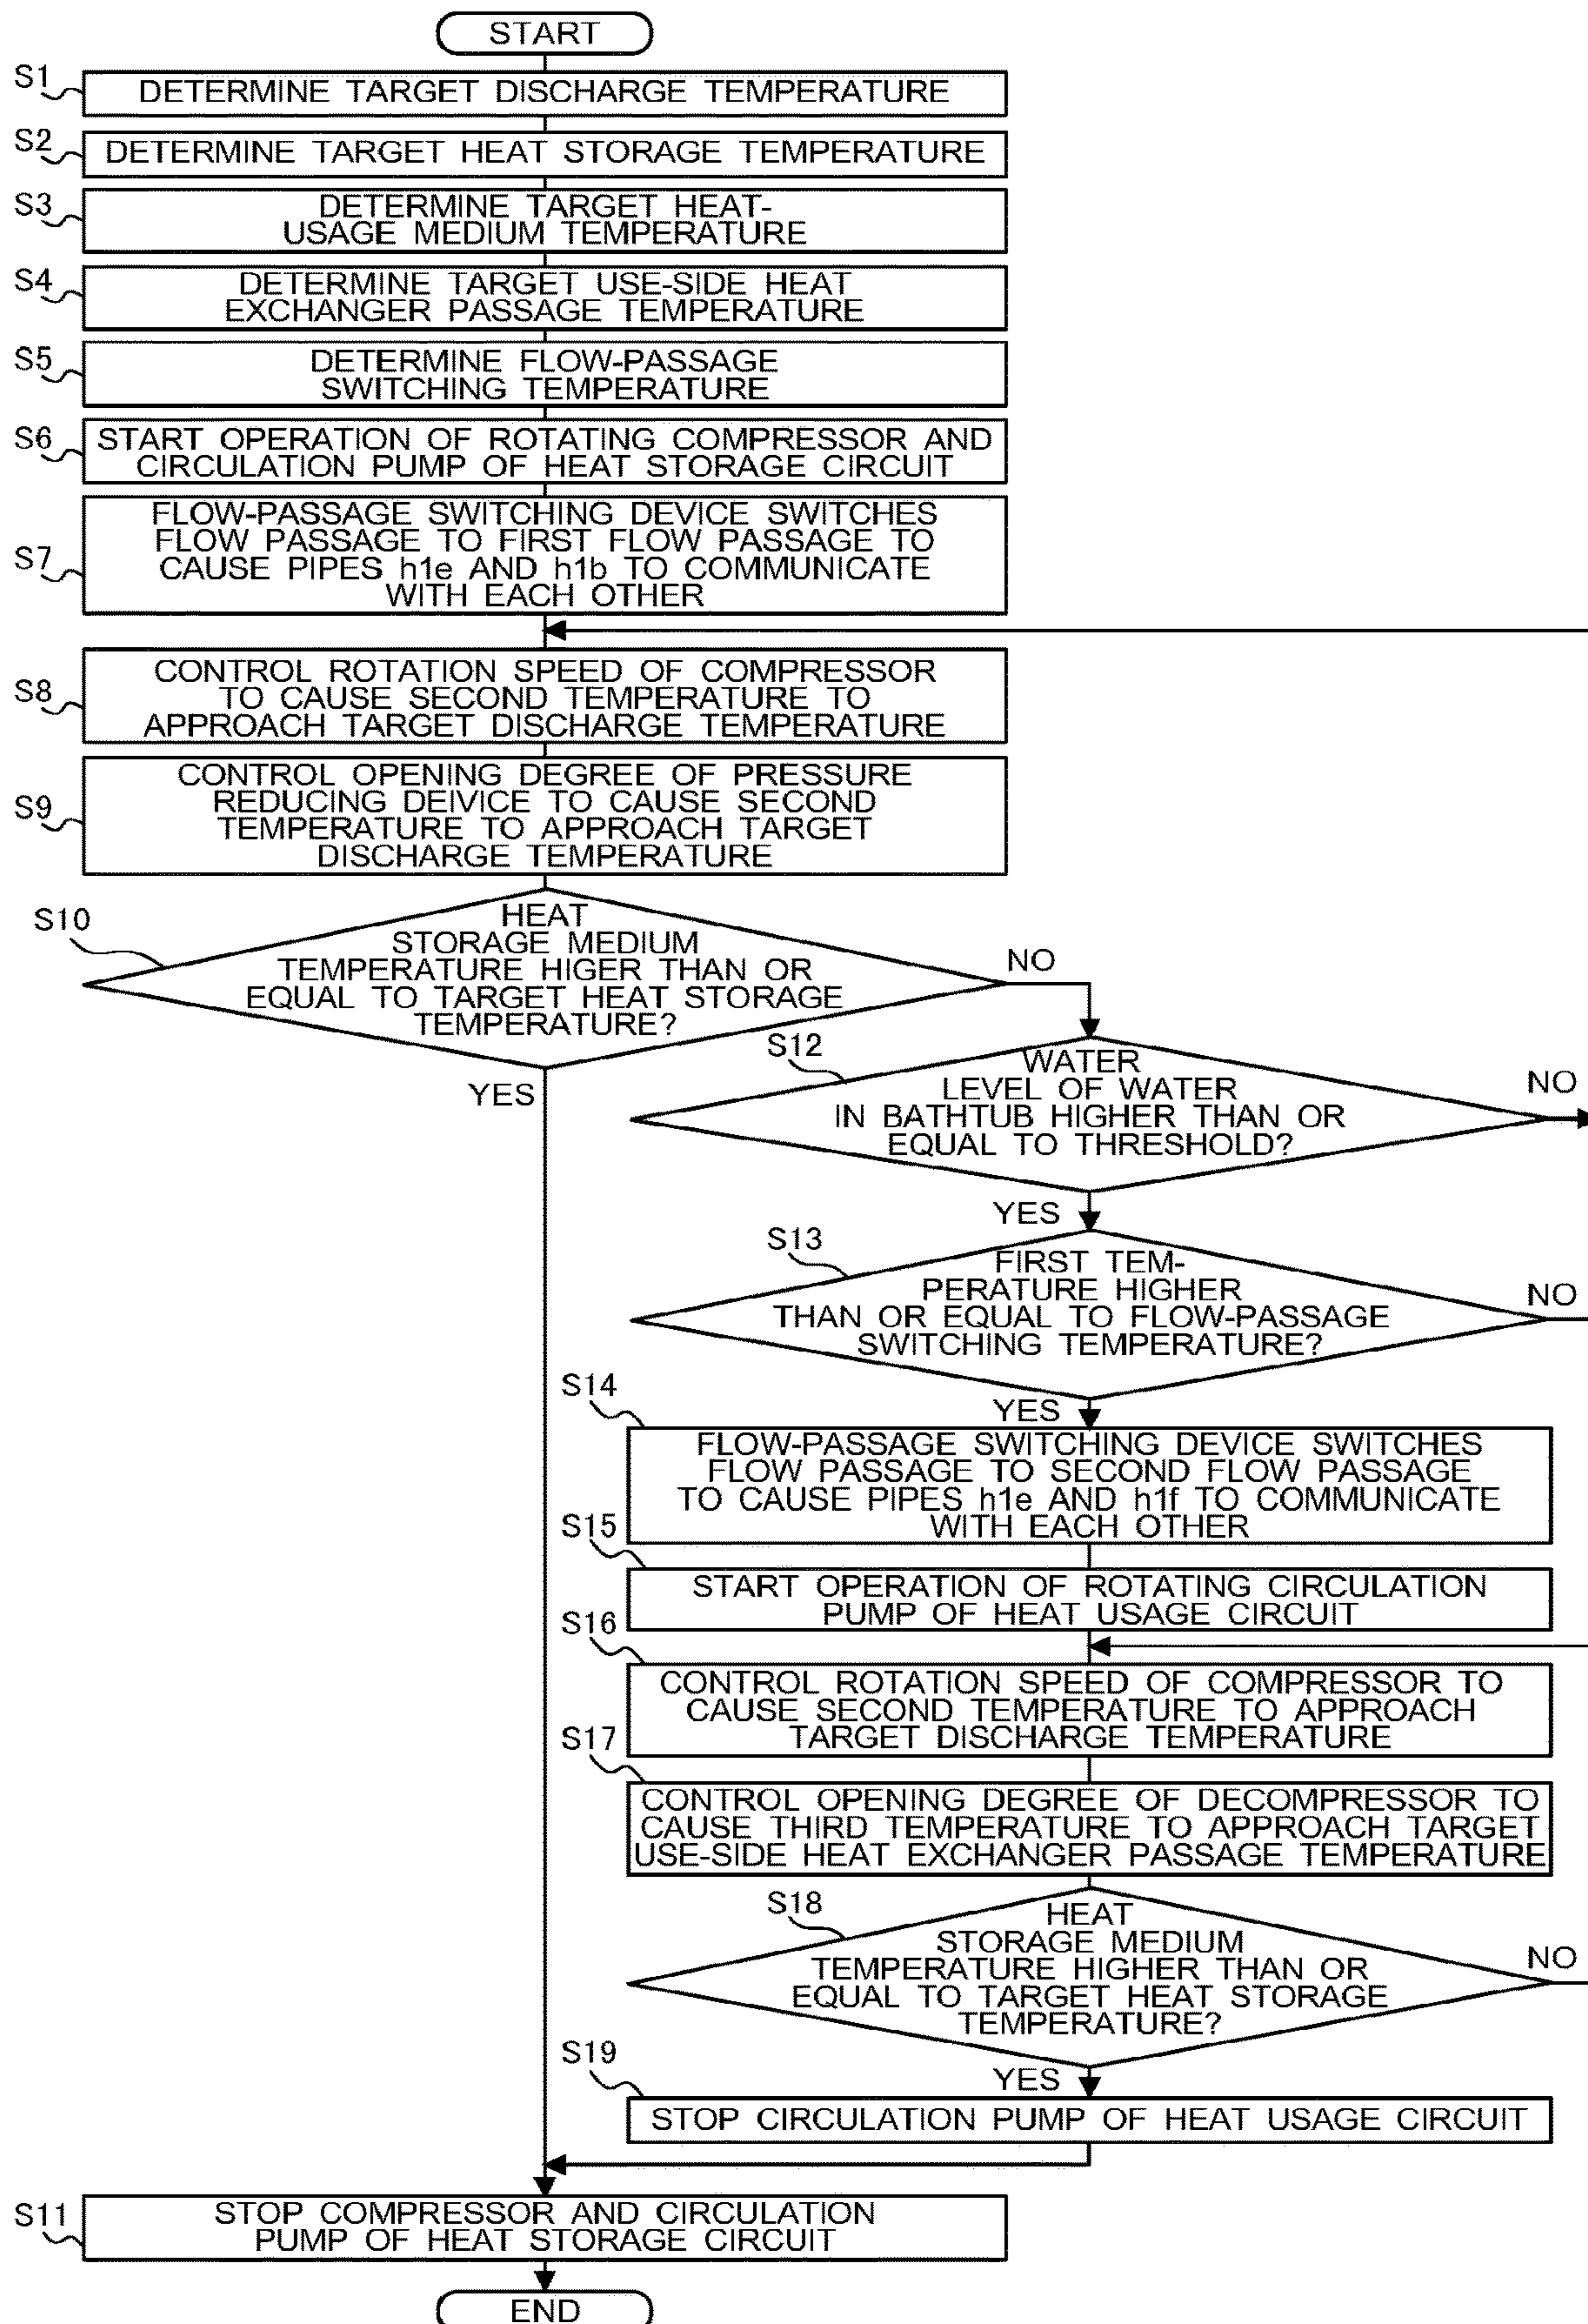 START
S1
DETERMINE TARGET DISCHARGE TEMPERATURE
S2
DETERMINE TARGET HEAT STORAGE TEMPERATURE
S3
DETERMINE TARGET HEAT-
USAGE MEDIUM TEMPERATURE
S4
DETERMINE TARGET USE-SIDE HEAT
EXCHANGER PASSAGE TEMPERATURE
S5
DETERMINE FLOW-PASSAGE
SWITCHING TEMPERATURE
S6
START OPERATION OF ROTATING COMPRESSOR AND
CIRCULATION PUMP OF HEAT STORAGE CIRCUIT
S7
FLOW-PASSAGE SWITCHING DEVICE SWITCHES
FLOW PASSAGE TO FIRST FLOW PASSAGE TO
CAUSE PIPES h1e AND h1b TO COMMUNICATE
WITH EACH OTHER
S8
CONTROL ROTATION SPEED OF COMPRESSOR
TO CAUSE SECOND TEMPERATURE TO
APPROACH TARGET DISCHARGE TEMPERATURE
S9
CONTROL OPENING DEGREE OF PRESSURE
REDUCING DEIVICE TO CAUSE SECOND
TEMPERATURE TO APPROACH TARGET
DISCHARGE TEMPERATURE
S10
HEAT
STORAGE MEDIUM
TEMPERATURE HIGER THAN OR
EQUAL TO TARGET HEAT STORAGE
TEMPERATURE?
NO
YES
S12
WATER
LEVEL OF WATER
IN BATHTUB HIGHER THAN OR
EQUAL TO THRESHOLD?
NO
YES
S13
FIRST TEM-
PERATURE HIGHER
THAN OR EQUAL TO FLOW-PASSAGE
SWITCHING TEMPERATURE?
NO
YES
S14
FLOW-PASSAGE SWITCHING DEVICE SWITCHES
FLOW PASSAGE TO SECOND FLOW PASSAGE
TO CAUSE PIPES h1e AND h1f TO COMMUNICATE
WITH EACH OTHER
S15
START OPERATION OF ROTATING CIRCULATION
PUMP OF HEAT USAGE CIRCUIT
S16
CONTROL ROTATION SPEED OF COMPRESSOR TO
CAUSE SECOND TEMPERATURE TO APPROACH
TARGET DISCHARGE TEMPERATURE
S17
CONTROL OPENING DEGREE OF DECOMPRESSOR TO
CAUSE THIRD TEMPERATURE TO APPROACH TARGET
USE-SIDE HEAT EXCHANGER PASSAGE TEMPERATURE
S18
HEAT
STORAGE MEDIUM
TEMPERATURE HIGHER THAN OR
EQUAL TO TARGET HEAT STORAGE
TEMPERATURE?
NO
YES
S19
STOP CIRCULATION PUMP OF HEAT USAGE CIRCUIT
S11
STOP COMPRESSOR AND CIRCULATION
PUMP OF HEAT STORAGE CIRCUIT
END